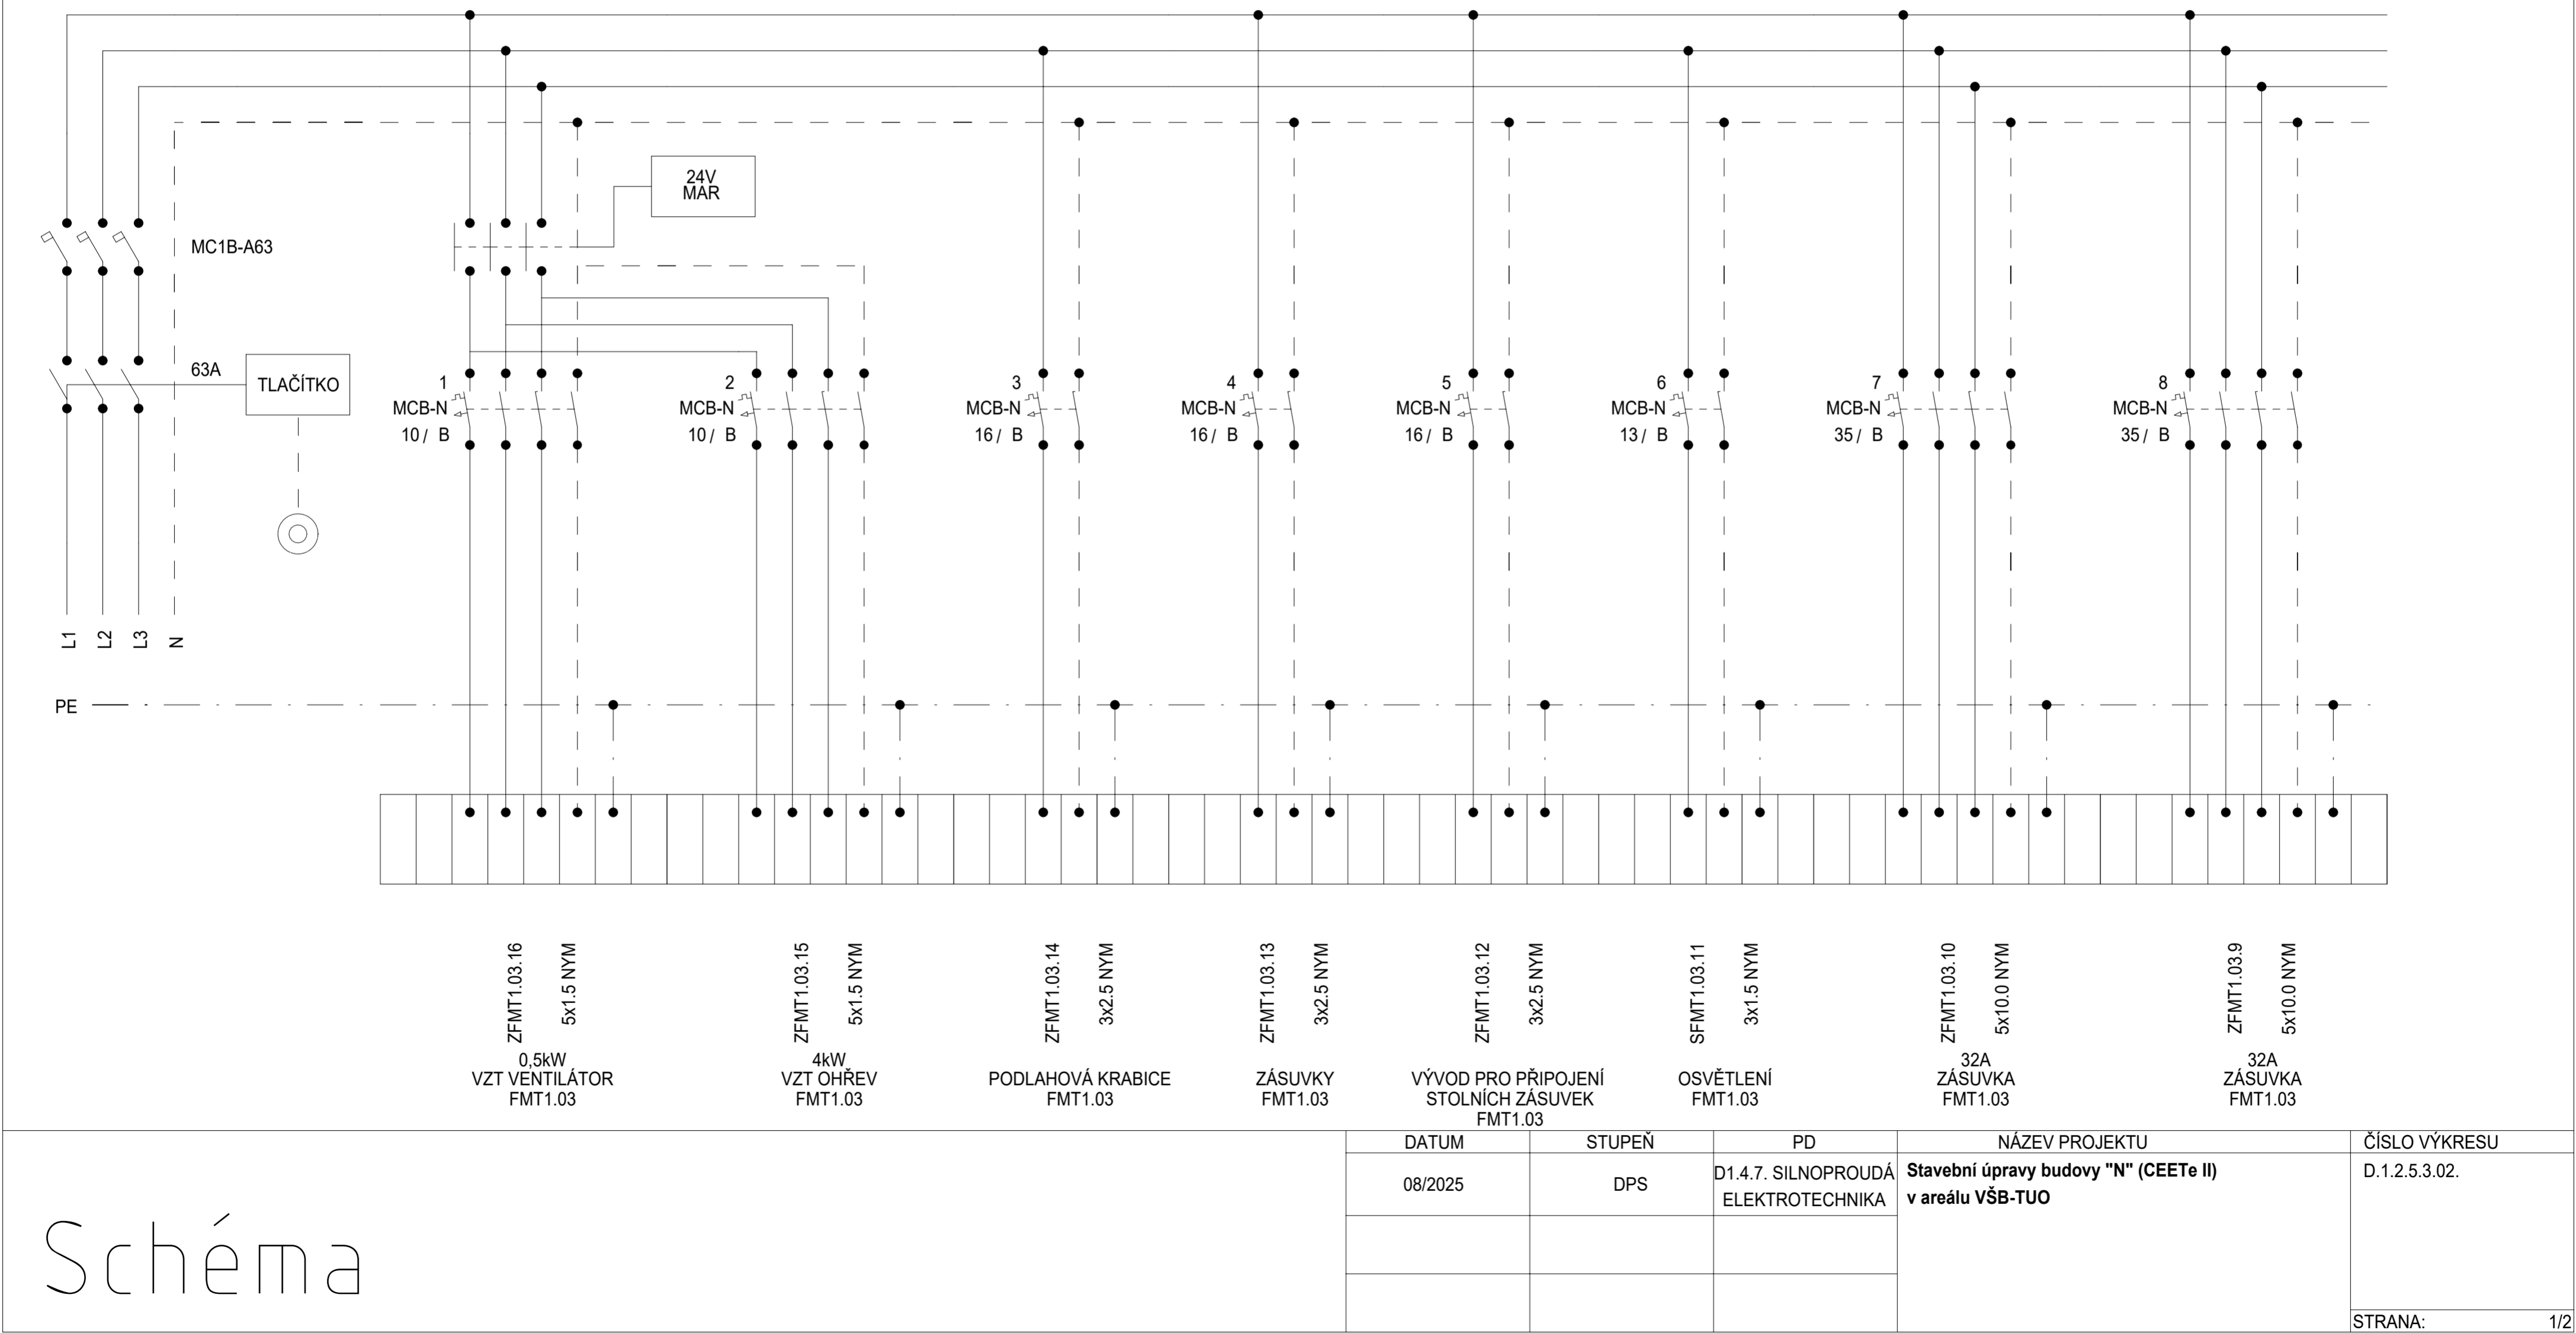 24V
MAR
MC1B-A63
63A
TLAČÍTKO
1
MCB-N
10 / B
2
MCB-N
10 / B
3
MCB-N
16 / B
4
MCB-N
16 / B
5
MCB-N
16 / B
6
MCB-N
13 / B
7
MCB-N
35 / B
8
MCB-N
35 / B
L1
L2
L3
N
PE
ZFMT1.03.16
5x1.5 NYM
0,5kW
VZT VENTILÁTOR
FMT1.03
ZFMT1.03.15
5x1.5 NYM
4kW
VZT OHŘEV
FMT1.03
ZFMT1.03.14
3x2.5 NYM
PODLAHOVÁ KRABICE
FMT1.03
ZFMT1.03.13
3x2.5 NYM
ZÁSUVKY
FMT1.03
ZFMT1.03.12
3x2.5 NYM
VÝVOD PRO PŘIPOJENÍ
STOLNÍCH ZÁSUVEK
FMT1.03
SFMT1.03.11
3x1.5 NYM
OSVĚTLENÍ
FMT1.03
ZFMT1.03.10
5x10.0 NYM
32A
ZÁSUVKA
FMT1.03
ZFMT1.03.9
5x10.0 NYM
32A
ZÁSUVKA
FMT1.03
Schéma
DATUM
08/2025
STUPEŇ
DPS
PD
D1.4.7. SILNOPROUDÁ
ELEKTROTECHNIKA
NÁZEV PROJEKTU
Stavební úpravy budovy "N" (CEETe II)
v areálu VŠB-TUO
ČÍSLO VÝKRESU
D.1.2.5.3.02.
STRANA: 1/2